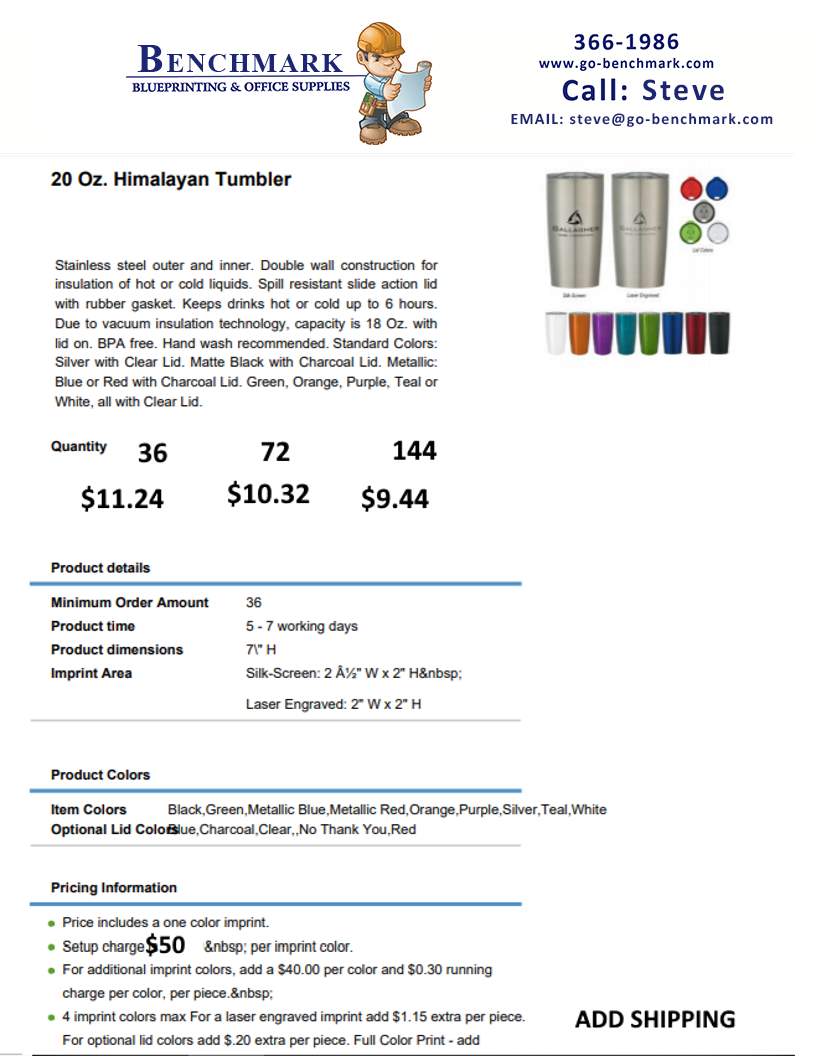 BENCHMARK
BLUEPRINTING & OFFICE SUPPLIES
366-1986
www.go-benchmark.com
Call: Steve
EMAIL: steve@go-benchmark.com
20 Oz. Himalayan Tumbler
GALLAGHER
GALLAGHER
Lid Colors
Silk-Screen
Laser Engraved
Stainless steel outer and inner. Double wall construction for
insulation of hot or cold liquids. Spill resistant slide action lid
with rubber gasket. Keeps drinks hot or cold up to 6 hours.
Due to vacuum insulation technology, capacity is 18 Oz. with
lid on. BPA free. Hand wash recommended. Standard Colors:
Silver with Clear Lid. Matte Black with Charcoal Lid. Metallic:
Blue or Red with Charcoal Lid. Green, Orange, Purple, Teal or
White, all with Clear Lid.
Quantity 36 72 144
$11.24 $10.32 $9.44
Product details
Minimum Order Amount 36
Product time 5 - 7 working days
Product dimensions 7\" H
Imprint Area Silk-Screen: 2 Â½" W x 2" H&nbsp;
Laser Engraved: 2" W x 2" H
Product Colors
Item Colors Black,Green,Metallic Blue,Metallic Red,Orange,Purple,Silver,Teal,White
Optional Lid Colors Blue,Charcoal,Clear,,No Thank You,Red
Pricing Information
Price includes a one color imprint.
Setup charge $50 &nbsp; per imprint color.
For additional imprint colors, add a $40.00 per color and $0.30 running
charge per color, per piece.&nbsp;
4 imprint colors max For a laser engraved imprint add $1.15 extra per piece.
For optional lid colors add $.20 extra per piece. Full Color Print - add
ADD SHIPPING